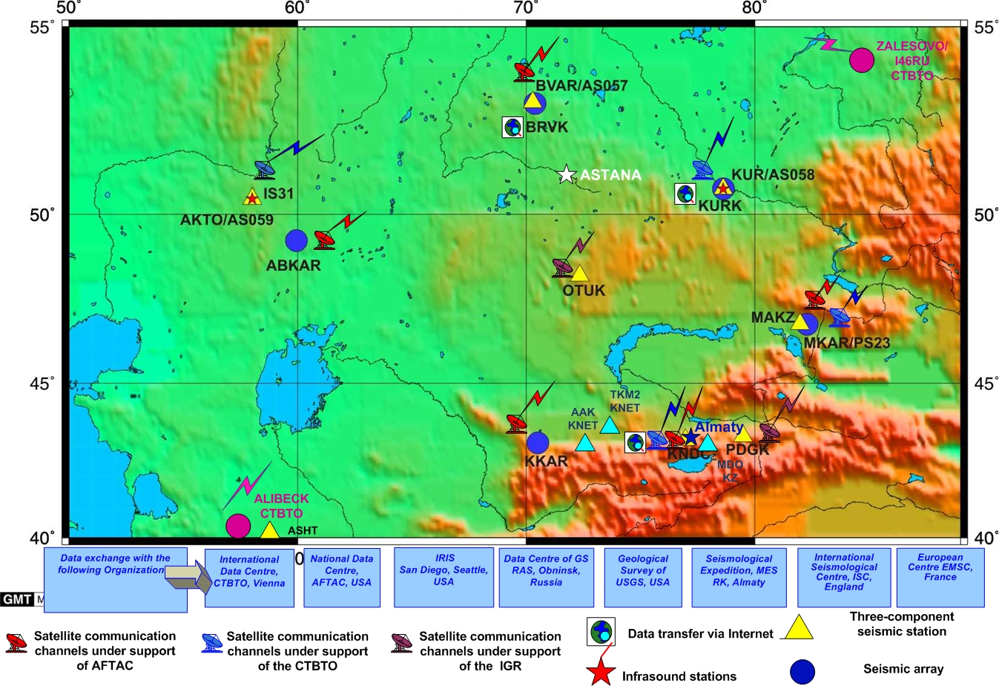 50° 60° 70° 80°
55° 55°
ZALESOVO/
I46RU
CTBTO
BVAR/AS057
BRVK
ASTANA
KUR/AS058
KURK
IS31
AKTO/AS059
50° 50°
ABKAR
OTUK
MAKZ
MKAR/PS23
45° 45°
TKM2
KNET
AAK
KNET
Almaty
KNDC
PDGK
KKAR
MDO
KZ
ALIBECK
CTBTO
ASHT
40° 40°
0
Data exchange with the
following Organization
International
Data Centre,
CTBTO, Vienna
National Data
Centre,
AFTAC, USA
IRIS
San Diego, Seattle,
USA
Data Centre of GS
RAS, Obninsk,
Russia
Geological
Survey of
USGS, USA
Seismological
Expedition, MES
RK, Almaty
International
Seismological
Centre, ISC,
England
European
Centre EMSC,
France
GMT M
Satellite communication
channels under support
of AFTAC
Satellite communication
channels under support
of the CTBTO
Satellite communication
channels under support
of the IGR
Data transfer via Internet
Infrasound stations
Three-component
seismic station
Seismic array